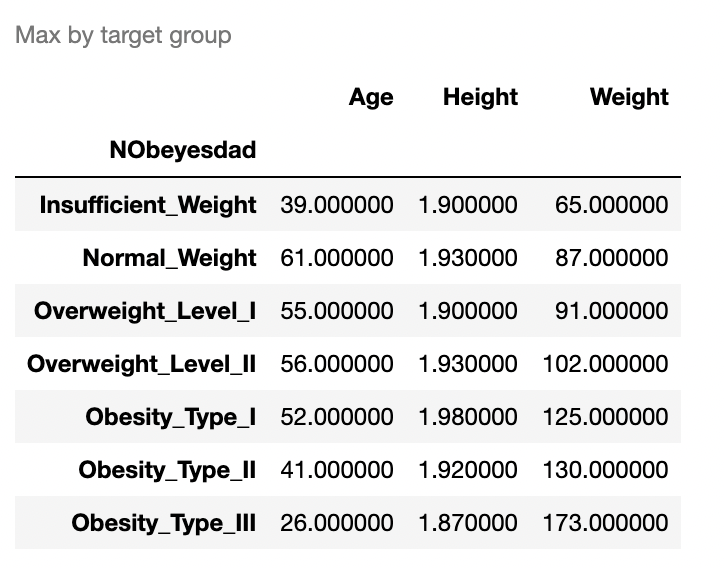 Max by target group
Age Height Weight
NObeyesdad
Insufficient_Weight 39.000000 1.900000 65.000000
Normal_Weight 61.000000 1.930000 87.000000
Overweight_Level_I 55.000000 1.900000 91.000000
Overweight_Level_II 56.000000 1.930000 102.000000
Obesity_Type_I 52.000000 1.980000 125.000000
Obesity_Type_II 41.000000 1.920000 130.000000
Obesity_Type_III 26.000000 1.870000 173.000000